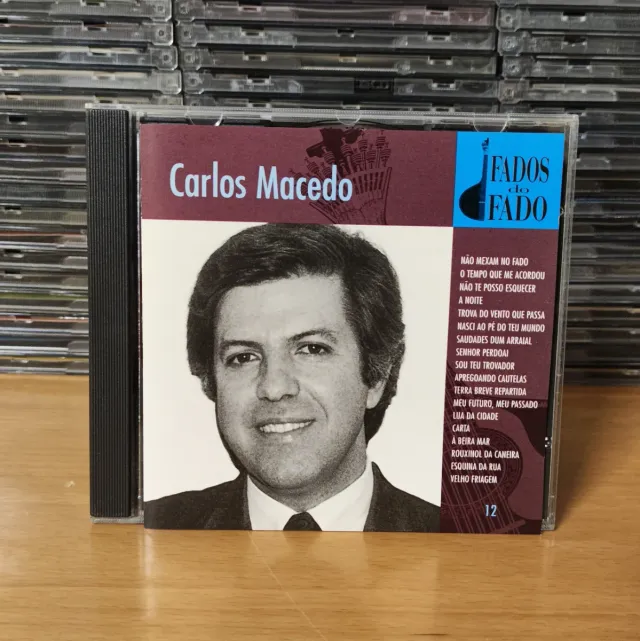 Carlos Macedo
FADOS
do
FADO
NÃO MEXAM NO FADO
O TEMPO QUE ME ACORDOU
NÃO TE POSSO ESQUECER
A NOITE
TROVA DO VENTO QUE PASSA
NASCI AO PÉ DO TEU MUNDO
SAUDADES DUM ARRAIAL
SENHOR PERDOAI
SOU TEU TROVADOR
APREGOANDO CAUTELAS
TERRA BREVE REPARTIDA
MEU FUTURO, MEU PASSADO
LUA DA CIDADE
CARTA
À BEIRA MAR
ROUXINOL DA CANEIRA
ESQUINA DA RUA
VELHO FRIAGEM
12